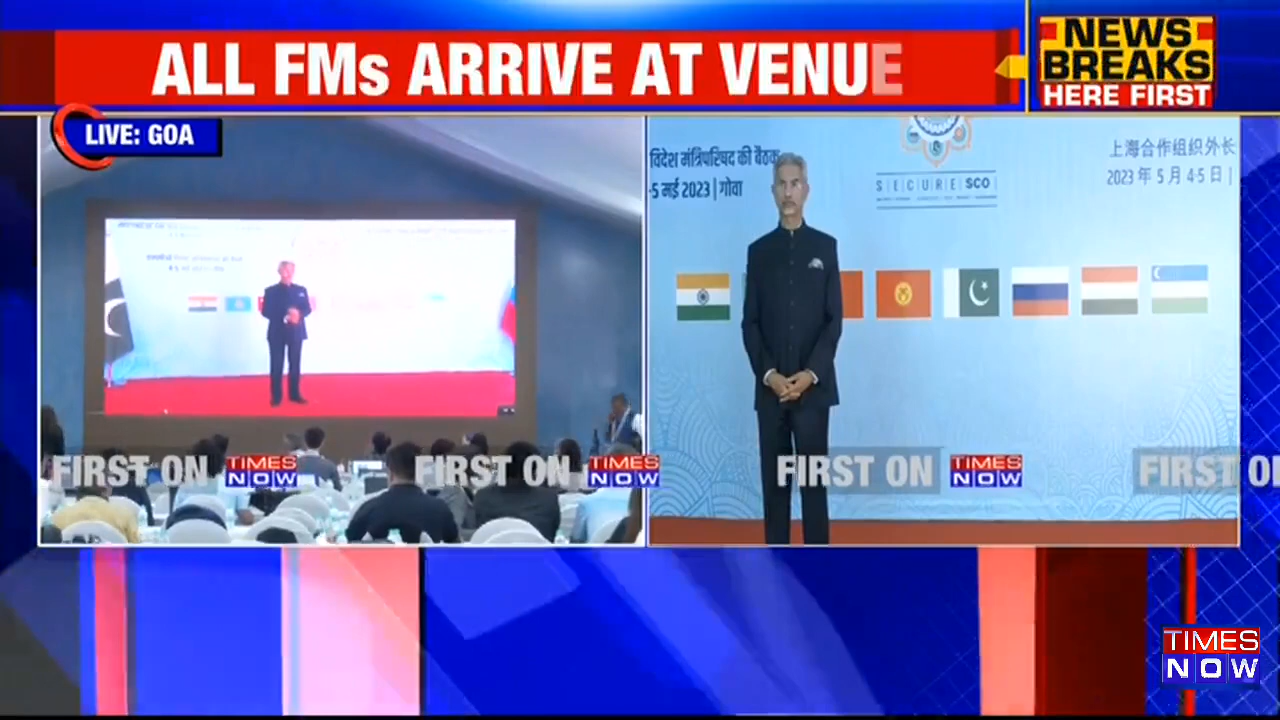 ALL FMs ARRIVE AT VENUE
NEWS
BREAKS
HERE FIRST
LIVE: GOA
विदेश मंत्रिपरिषद की बैठक
-5 मई 2023 | गोवा
SECURE SCO
上海合作组织外长
2023 年 5 月 4-5 日 |
FIRST ON TIMES NOW
FIRST ON TIMES NOW
FIRST ON TIMES NOW
FIRST ON
TIMES
NOW